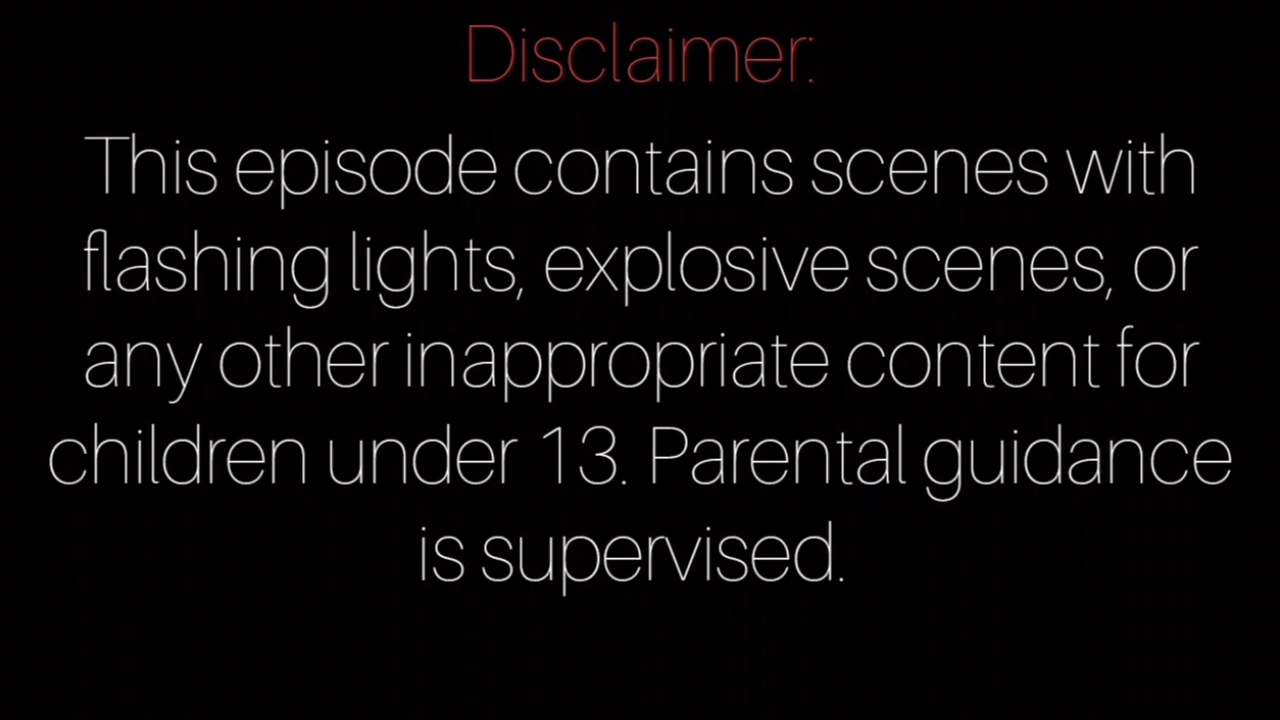 Disclaimer:
This episode contains scenes with
flashing lights, explosive scenes, or
any other inappropriate content for
children under 13. Parental guidance
is supervised.